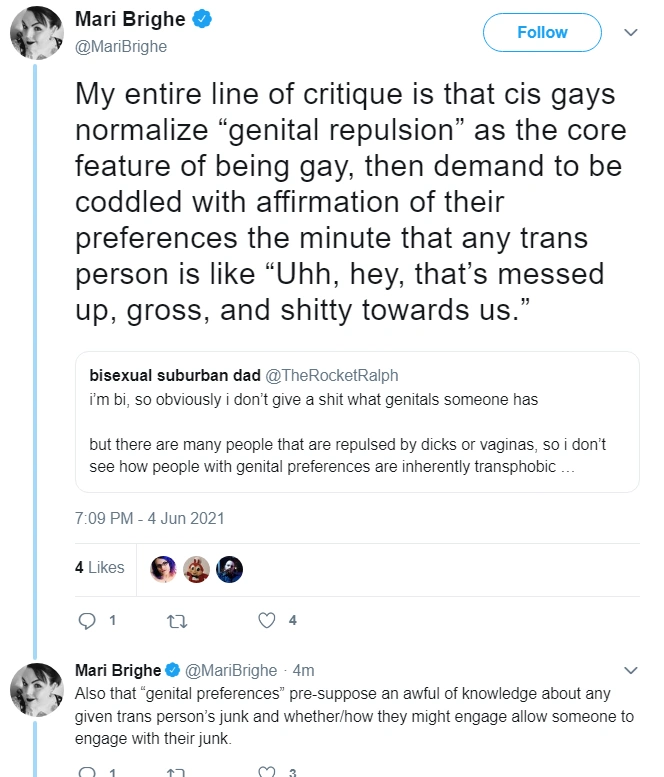 Mari Brighe
@MariBrighe
Follow
My entire line of critique is that cis gays
normalize “genital repulsion” as the core
feature of being gay, then demand to be
coddled with affirmation of their
preferences the minute that any trans
person is like “Uhh, hey, that’s messed
up, gross, and shitty towards us.”
bisexual suburban dad @TheRocketRalph
i’m bi, so obviously i don’t give a shit what genitals someone has
but there are many people that are repulsed by dicks or vaginas, so i don’t
see how people with genital preferences are inherently transphobic …
7:09 PM - 4 Jun 2021
4 Likes
1 4
Mari Brighe @MariBrighe · 4m
Also that “genital preferences” pre-suppose an awful of knowledge about any
given trans person’s junk and whether/how they might engage allow someone to
engage with their junk.
1 3